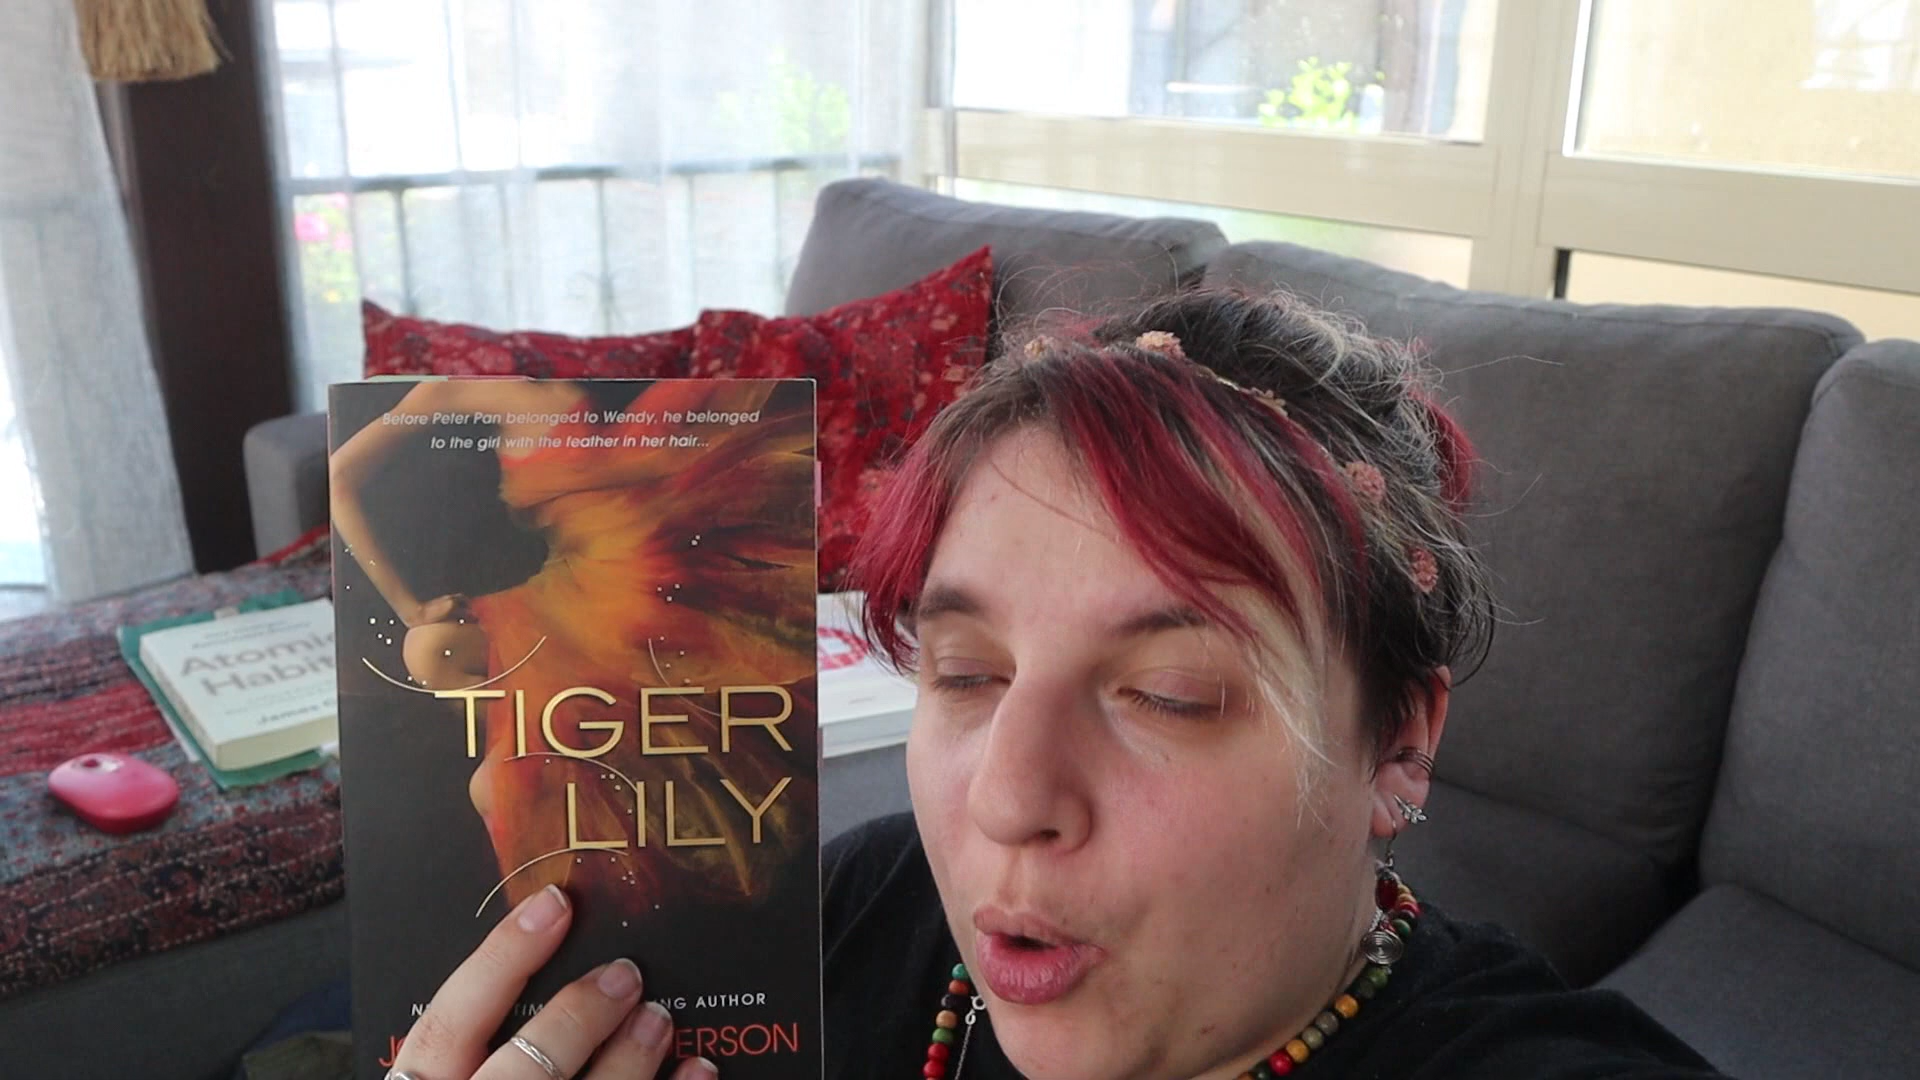 Before Peter Pan belonged to Wendy, he belonged
to the girl with the feather in her hair...
TIGER
LILY
AUTHOR
Atomic
Habit
James